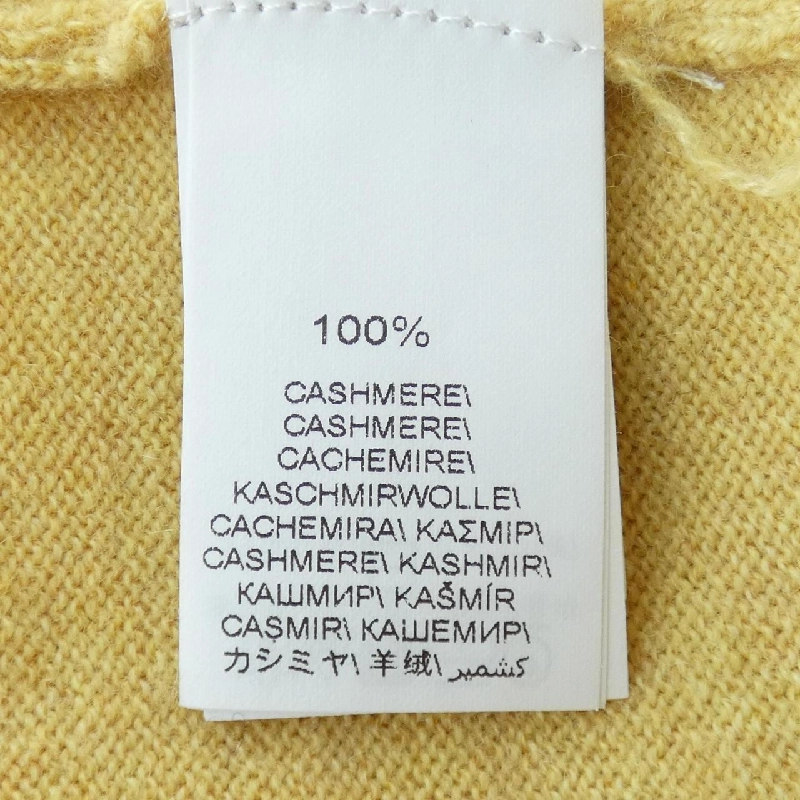 100%
CASHMERE\
CASHMERE\
CACHEMIRE\
KASCHMIRWOLLE\
CACHEMIRA\ ΚΑΣΜΙΡ\
CASHMERE\ KASHMIR\
КАШМИР\ KAŠMÍR
CAŞMIR\ КАШЕМИР\
カシミヤ\ 羊绒\ كشمير